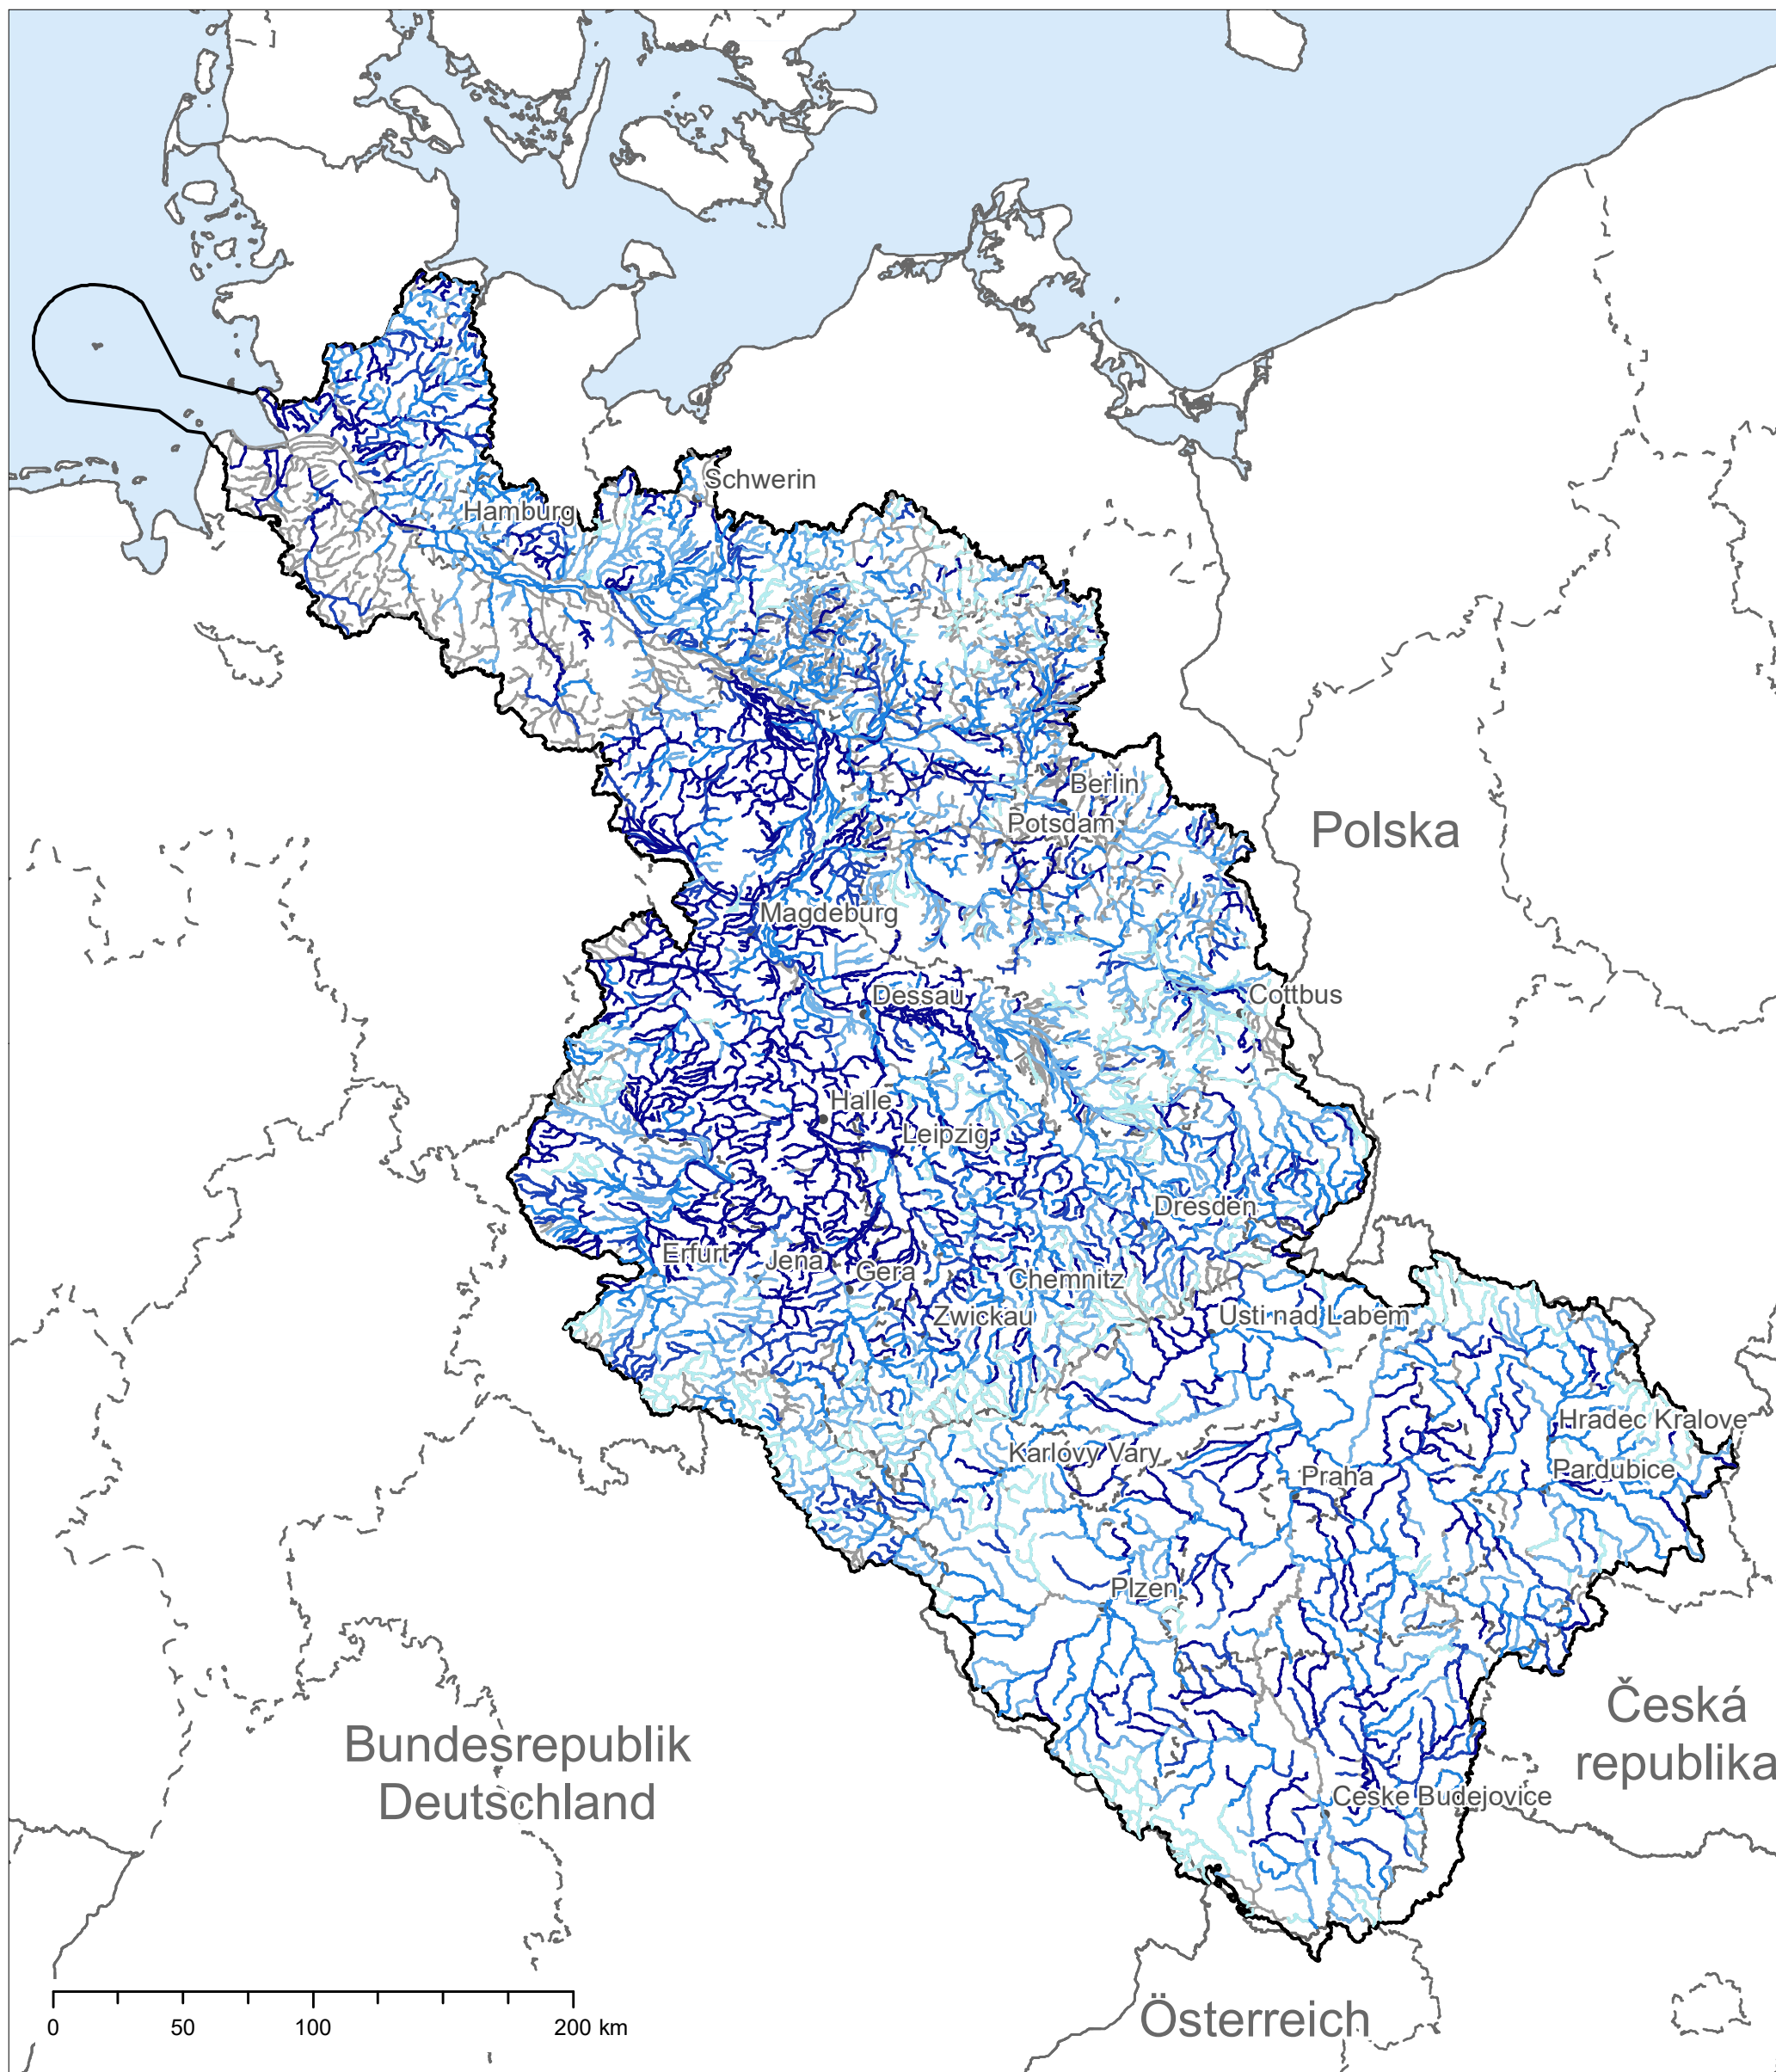 Schwerin
Hamburg
Berlin
Polska
Potsdam
Magdeburg
Dessau
Cottbus
Halle
Leipzig
Dresden
Erfurt
Jena
Gera
Chemnitz
Zwickau
Usti nad Labem
Hradec Kralove
Karlovy Vary
Praha
Pardubice
Plzen
Česká
republika
Bundesrepublik
Deutschland
Ceske Budejovice
Österreich
0 50 100 200 km